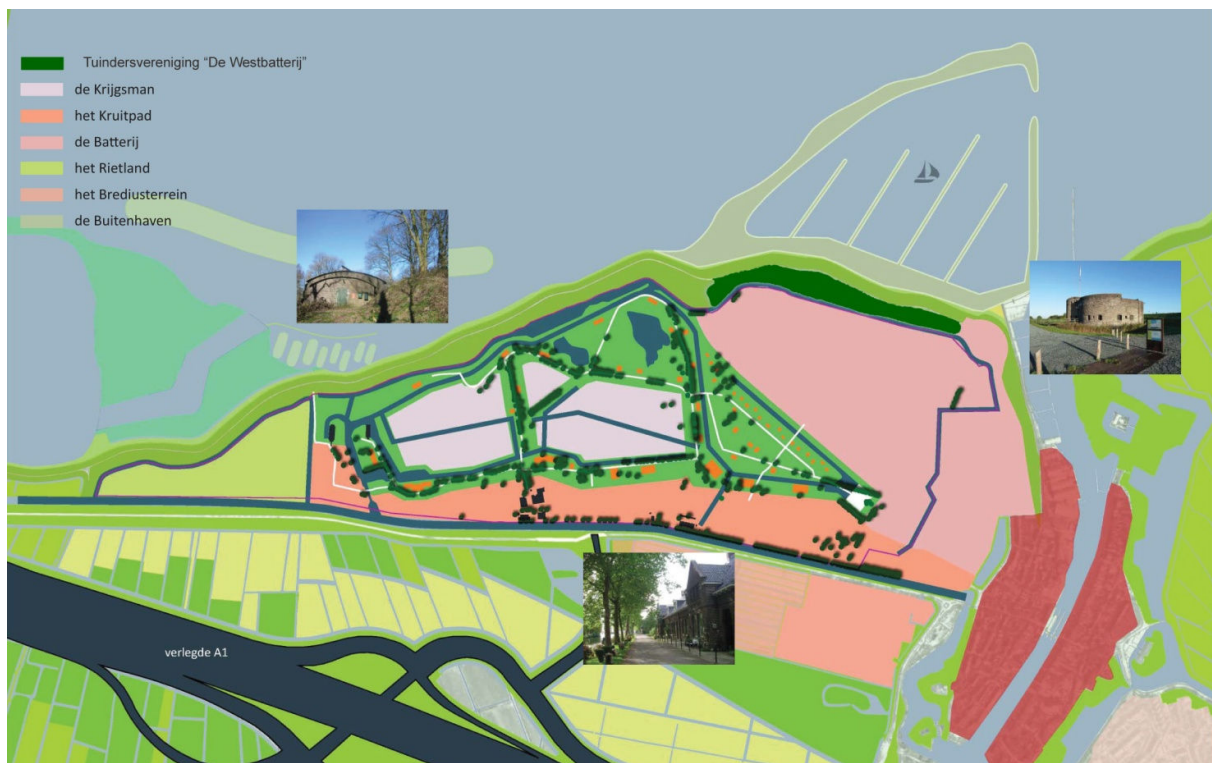 Tuindersvereniging "De Westbatterij"
de Krijgsman
het Kruitpad
de Batterij
het Rietland
het Brediusterrein
de Buitenhaven
verlegde A1